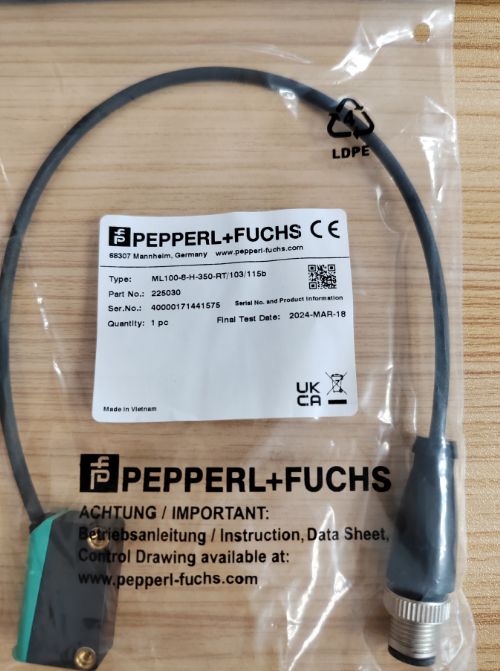 4
LDPE
PEPPERL+FUCHS CE
68307 Mannheim, Germany www.pepperl-fuchs.com
Type: ML100-8-H-350-RT/103/115b
Part No.: 225030
Serial No. and Product Information
Ser.No.: 40000171441575
Quantity: 1 pc Final Test Date: 2024-MAR-18
UK
CA
Made in Vietnam
PEPPERL+FUCHS
ACHTUNG / IMPORTANT:
Betriebsanleitung / Instruction, Data Sheet,
Control Drawing available at:
www.pepperl-fuchs.com